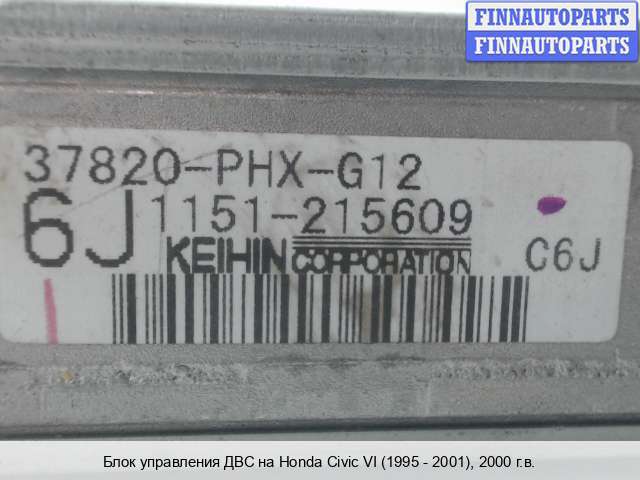 FINNAUTOPARTS
FINNAUTOPARTS
37820-PHX-G12
6J 1151-215609
KEIHIN CORPORATION C6J
Блок управления ДВС на Honda Civic VI (1995 - 2001), 2000 г.в.